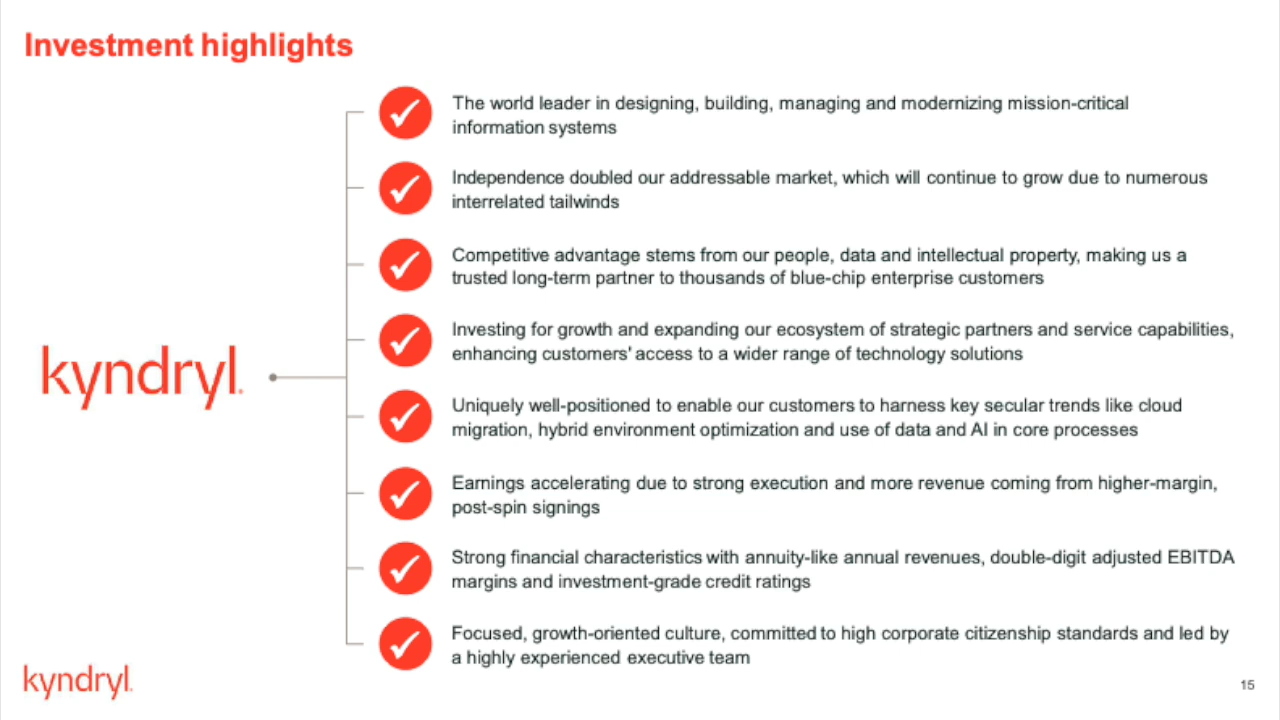 Investment highlights
The world leader in designing, building, managing and modernizing mission-critical
information systems
Independence doubled our addressable market, which will continue to grow due to numerous
interrelated tailwinds
Competitive advantage stems from our people, data and intellectual property, making us a
trusted long-term partner to thousands of blue-chip enterprise customers
Investing for growth and expanding our ecosystem of strategic partners and service capabilities,
enhancing customers' access to a wider range of technology solutions
kyndryl.
Uniquely well-positioned to enable our customers to harness key secular trends like cloud
migration, hybrid environment optimization and use of data and AI in core processes
Earnings accelerating due to strong execution and more revenue coming from higher-margin,
post-spin signings
Strong financial characteristics with annuity-like annual revenues, double-digit adjusted EBITDA
margins and investment-grade credit ratings
Focused, growth-oriented culture, committed to high corporate citizenship standards and led by
a highly experienced executive team
kyndryl.
15